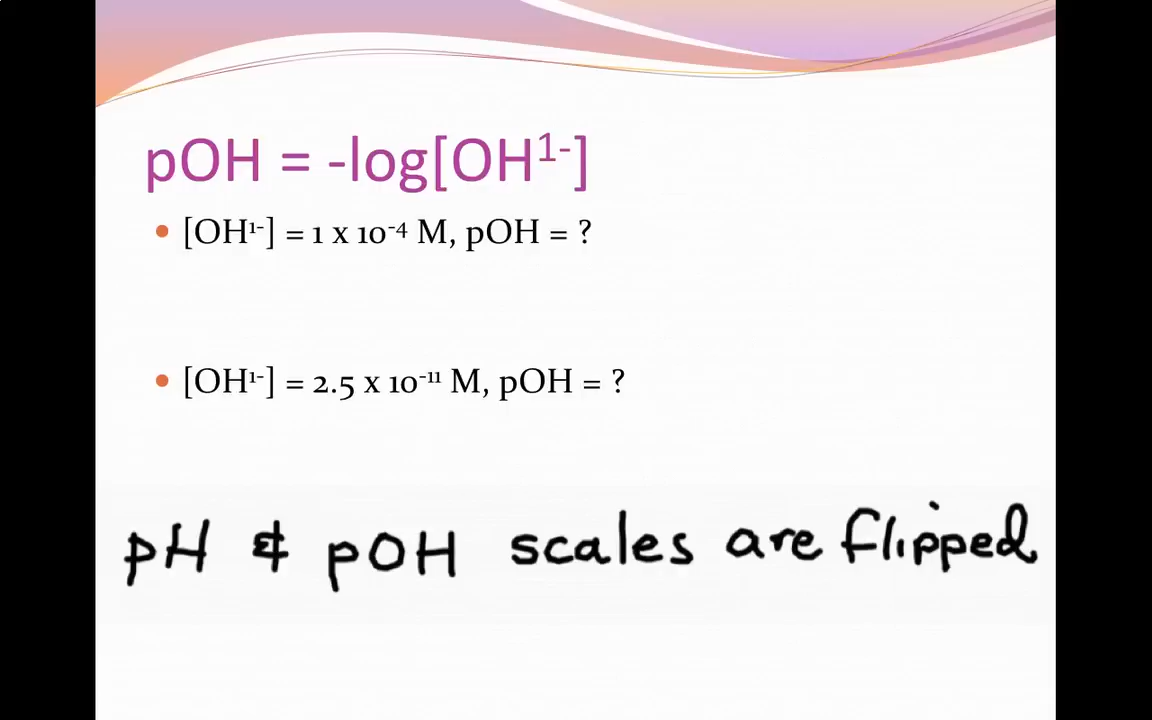 pOH = -log[OH¹⁻]
• [OH¹⁻] = 1 x 10⁻⁴ M, pOH = ?
• [OH¹⁻] = 2.5 x 10⁻¹¹ M, pOH = ?
pH & pOH scales are flipped